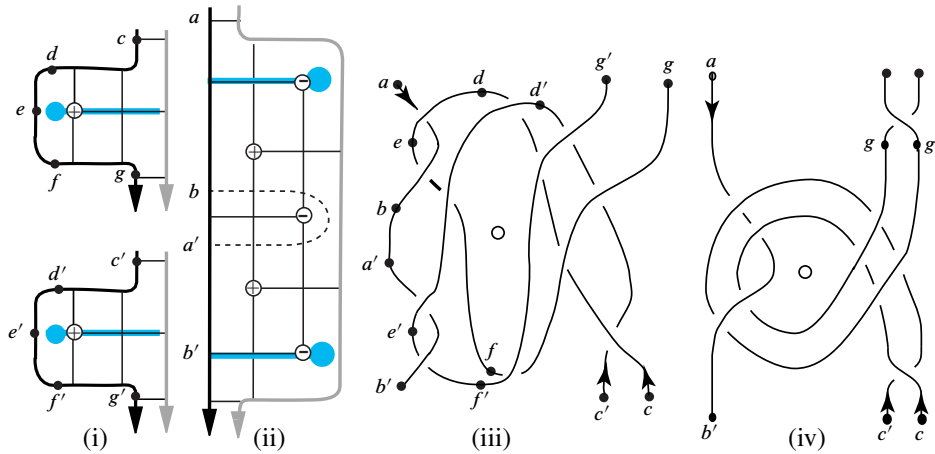 c
d
e
f
g
c'
d'
e'
f'
g'
(i)
a
b
a'
b'
(ii)
a
d
d'
g'
g
e
b
a'
e'
b'
f
f'
c'
c
(iii)
a
g
g
b'
c'
c
(iv)